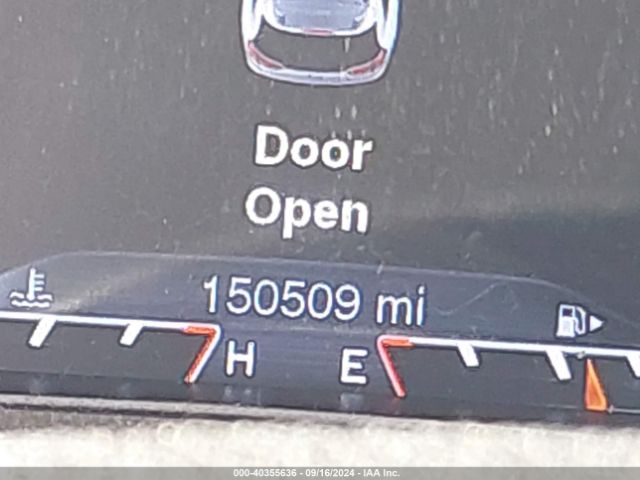 Door
Open
150509 mi
H E
000-40355636 - 09/16/2024 - IAA Inc.